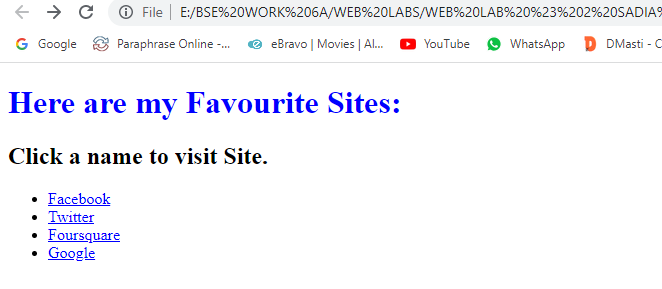 File E:/BSE%20WORK%206A/WEB%20LABS/WEB%20LAB%20%23%202%20SADIA%
Google Paraphrase Online -... eBravo | Movies | Al... YouTube WhatsApp DMasti - C
Here are my Favourite Sites:
Click a name to visit Site.
Facebook
Twitter
Foursquare
Google